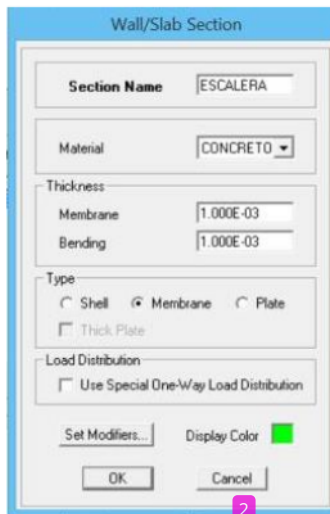 Wall/Slab Section
Section Name ESCALERA
Material CONCRETO
Thickness
Membrane 1.000E-03
Bending 1.000E-03
Type
Shell Membrane Plate
Thick Plate
Load Distribution
Use Special One-Way Load Distribution
Set Modifiers... Display Color
OK Cancel
2